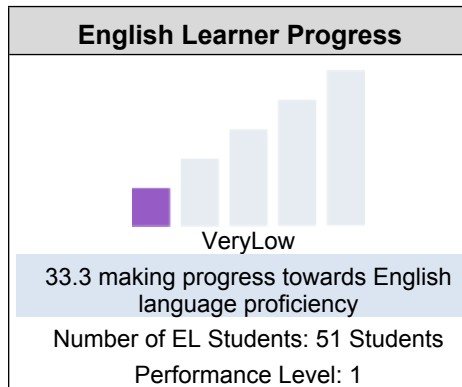 English Learner Progress
VeryLow
33.3 making progress towards English
language proficiency
Number of EL Students: 51 Students
Performance Level: 1